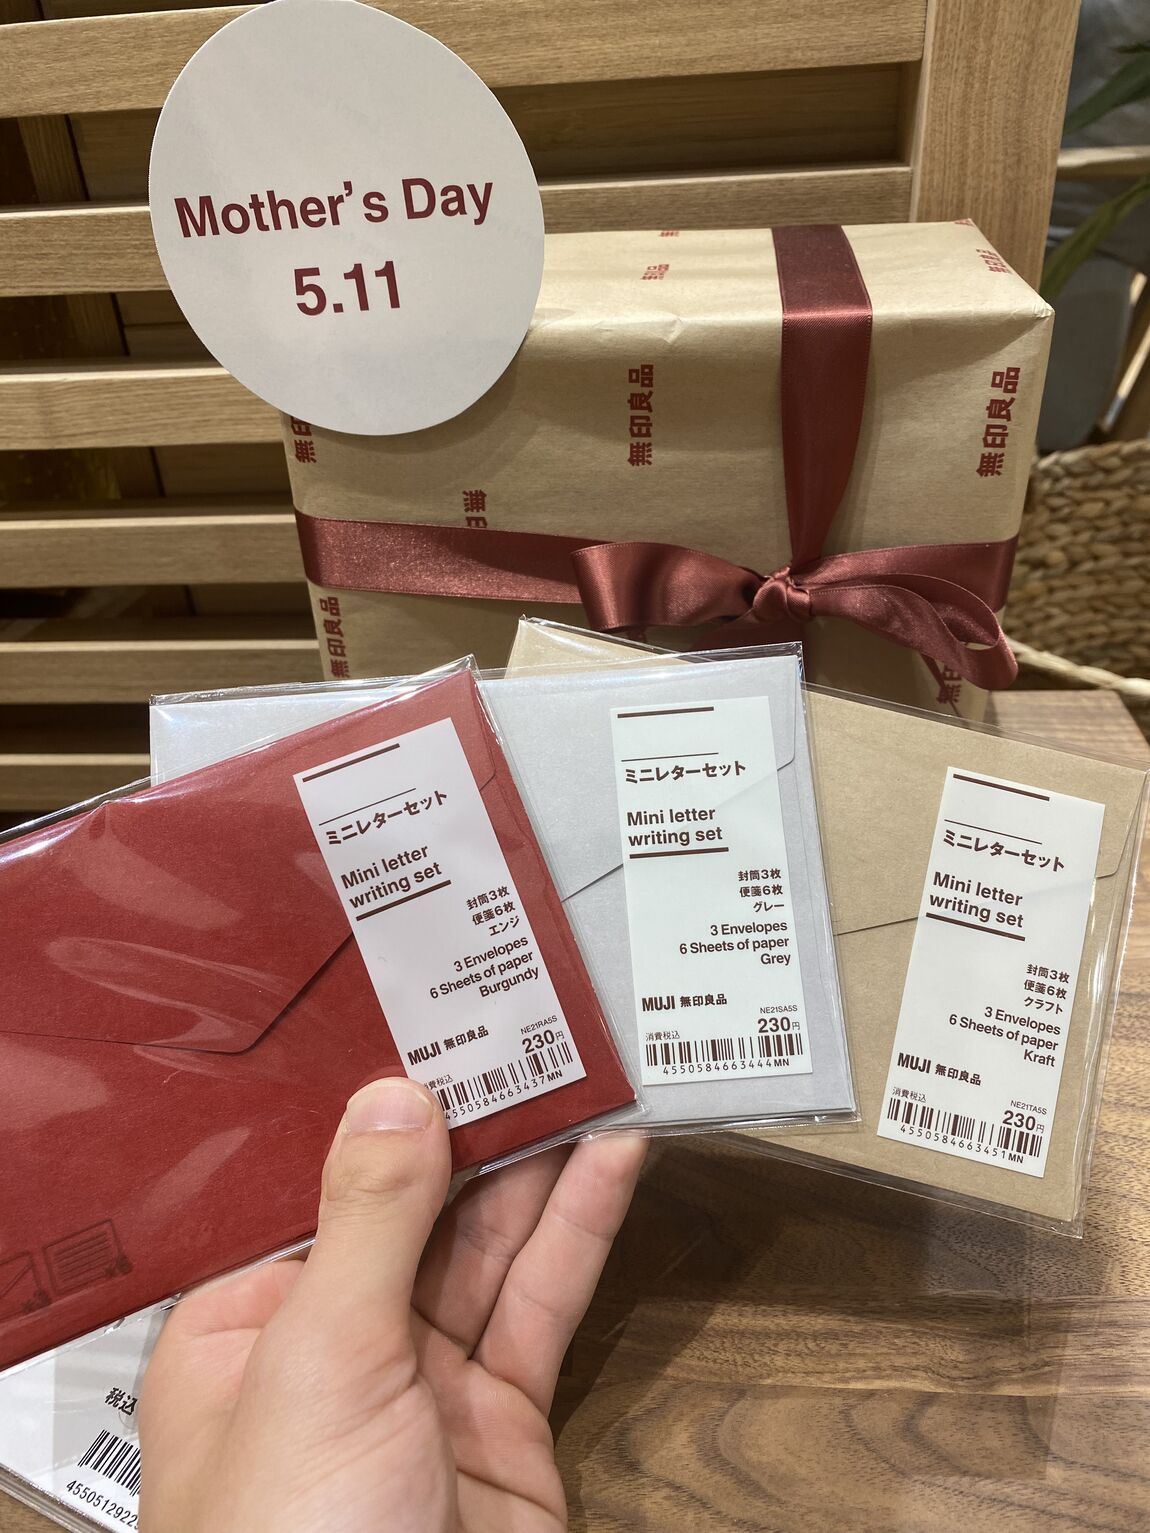 Mother's Day
5.11
無印良品
無印良品
無印良品
無印良品
ミニレターセット
Mini letter
writing set
封筒3枚
便箋6枚
エンジ
3 Envelopes
6 Sheets of paper
Burgundy
MUJI 無印良品
NE21RA5S
消費税込
230円
4550584663437MN
x3
x6
ミニレターセット
Mini letter
writing set
封筒3枚
便箋6枚
グレー
3 Envelopes
6 Sheets of paper
Grey
MUJI 無印良品
NE21SA5S
消費税込
230円
4550584663444MN
ミニレターセット
Mini letter
writing set
封筒3枚
便箋6枚
クラフト
3 Envelopes
6 Sheets of paper
Kraft
MUJI 無印良品
NE21TA5S
消費税込
230円
4550584663451MN
税込